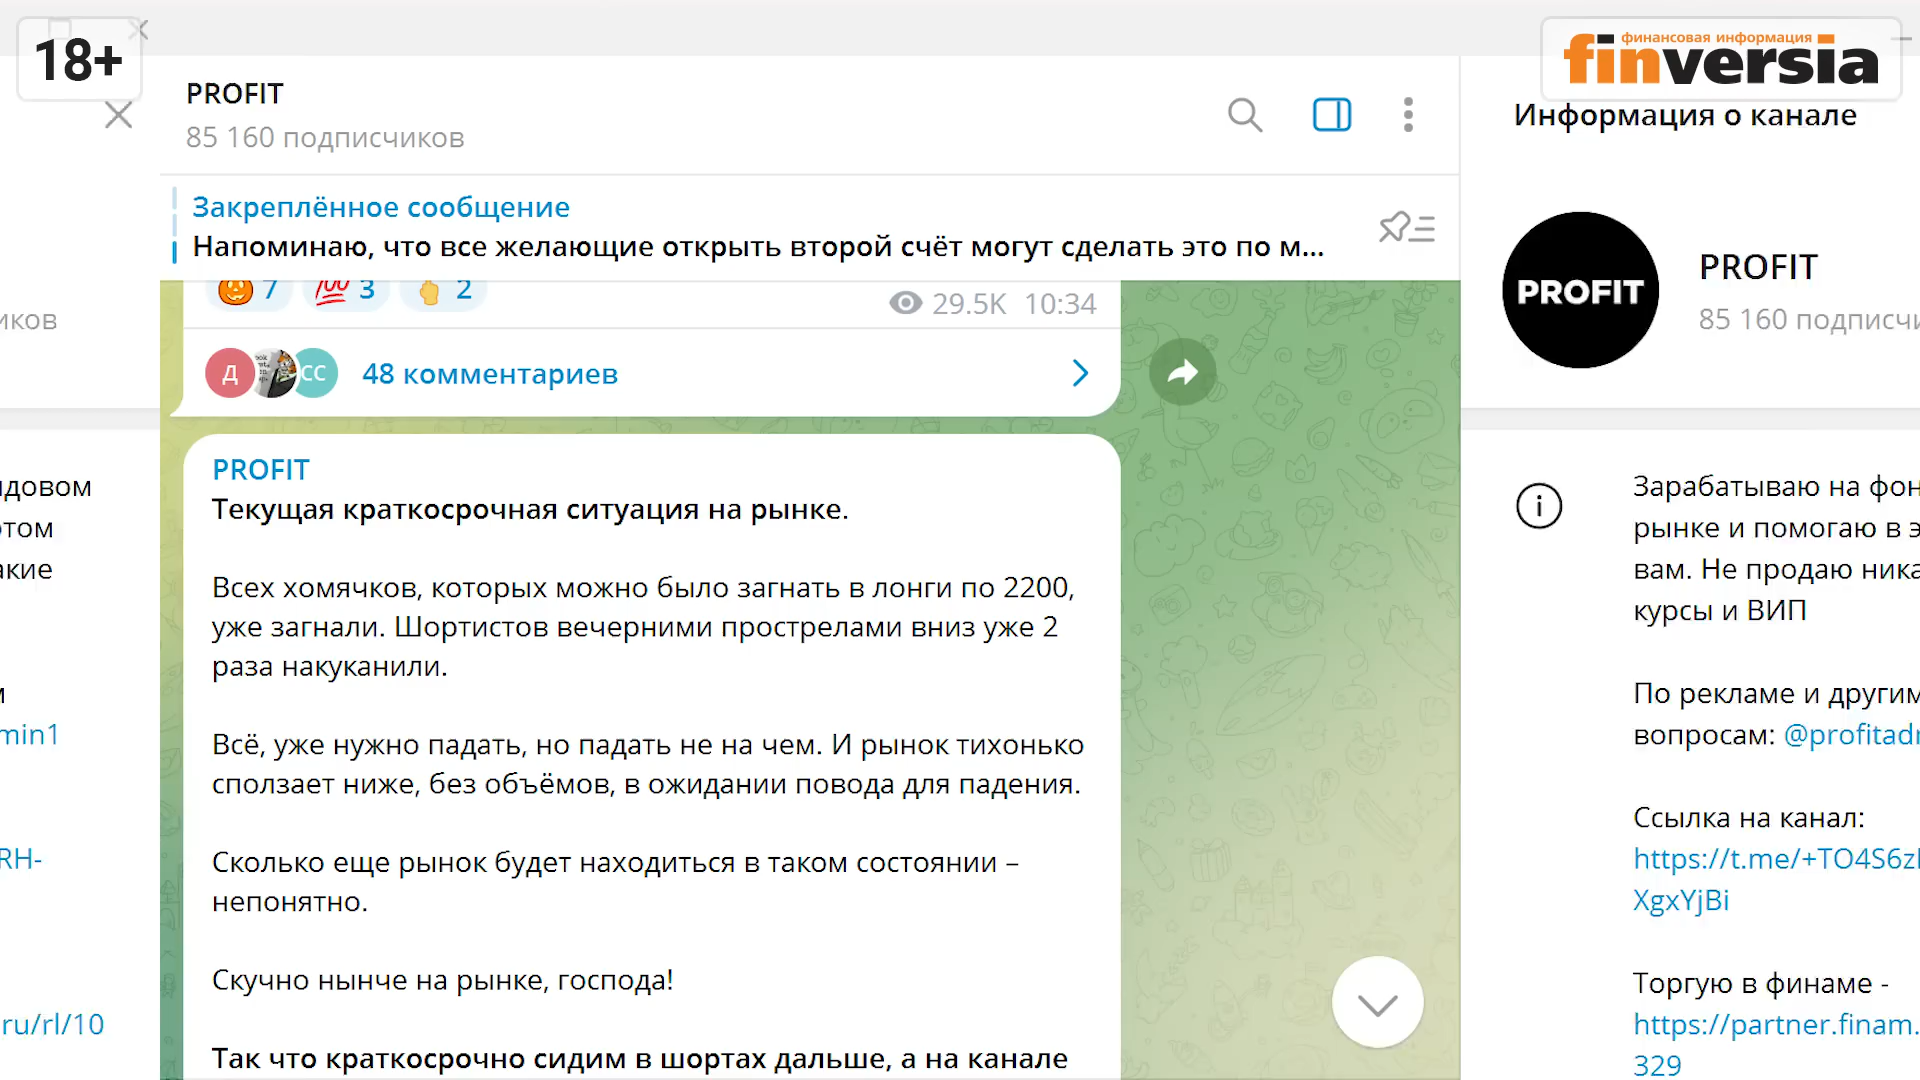 18+
финансовая информация
finversia
PROFIT
85 160 подписчиков
Информация о канале
Закреплённое сообщение
Напоминаю, что все желающие открыть второй счёт могут сделать это по м...
7
3
2
29.5K 10:34
Д
СС
48 комментариев
PROFIT
Текущая краткосрочная ситуация на рынке.
Всех хомячков, которых можно было загнать в лонги по 2200,
уже загнали. Шортистов вечерними прострелами вниз уже 2
раза накуканили.
Всё, уже нужно падать, но падать не на чем. И рынок тихонько
сползает ниже, без объёмов, в ожидании повода для падения.
Сколько еще рынок будет находиться в таком состоянии –
непонятно.
Скучно нынче на рынке, господа!
Так что краткосрочно сидим в шортах дальше, а на канале
PROFIT
PROFIT
85 160 подписчи
Зарабатываю на фон
рынке и помогаю в э
вам. Не продаю ника
курсы и ВИП
По рекламе и другим
вопросам: @profitadm
Ссылка на канал:
https://t.me/+TO4S6z
XgxYjBi
Торгую в финаме -
https://partner.finam.
329
иков
довом
этом
акие
min1
RH-
ru/rl/10